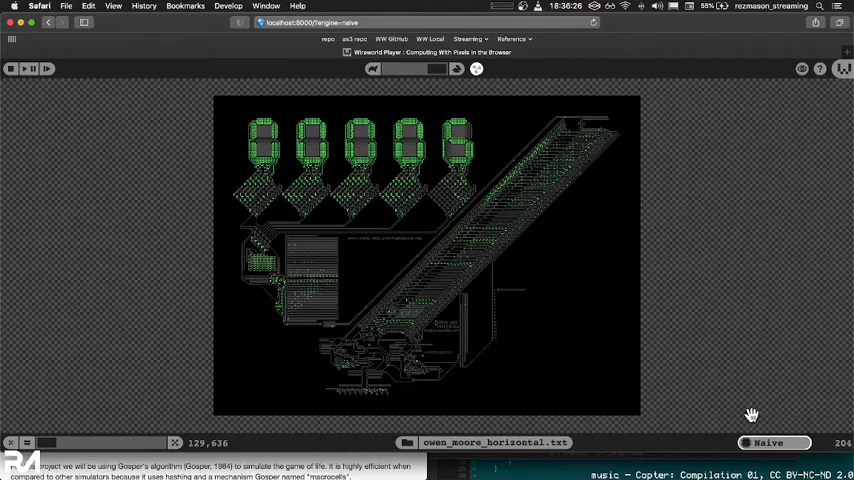 Safari File Edit View History Bookmarks Develop Window Help
18:36:26 55% rezmason_streaming
localhost:8000/?engine=naive
repo as3 repo WW GitHub WW Local Streaming Reference
Wireworld Player : Computing With Pixels in the Browser
129,636
owen_moore_horizontal.txt
Naive
204
R4
project we will be using Gosper's algorithm (Gosper, 1984) to simulate the game of life. It is highly efficient when
compared to other simulators because it uses hashing and a mechanism Gosper named "macrocells".
music - Copter: Compilation 01, CC BY-NC-ND 2.0